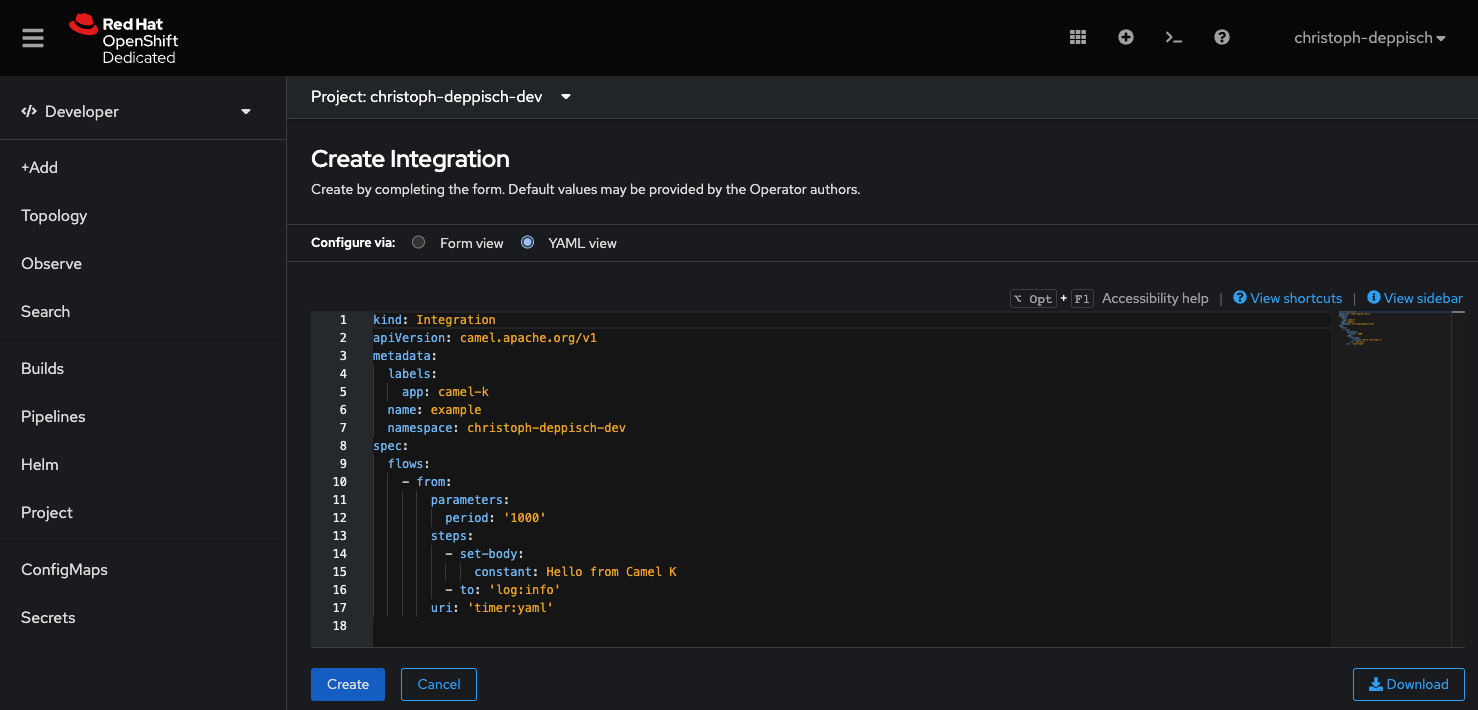 Red Hat
OpenShift
Dedicated
christoph-deppisch
Developer
+Add
Topology
Observe
Search
Builds
Pipelines
Helm
Project
ConfigMaps
Secrets
Project: christoph-deppisch-dev
Create Integration
Create by completing the form. Default values may be provided by the Operator authors.
Configure via: Form view YAML view
⌥ Opt + F1 Accessibility help | View shortcuts | View sidebar
1 kind: Integration
2 apiVersion: camel.apache.org/v1
3 metadata:
4 labels:
5 app: camel-k
6 name: example
7 namespace: christoph-deppisch-dev
8 spec:
9 flows:
10 - from:
11 parameters:
12 period: '1000'
13 steps:
14 - set-body:
15 constant: Hello from Camel K
16 - to: 'log:info'
17 uri: 'timer:yaml'
18
Create Cancel Download